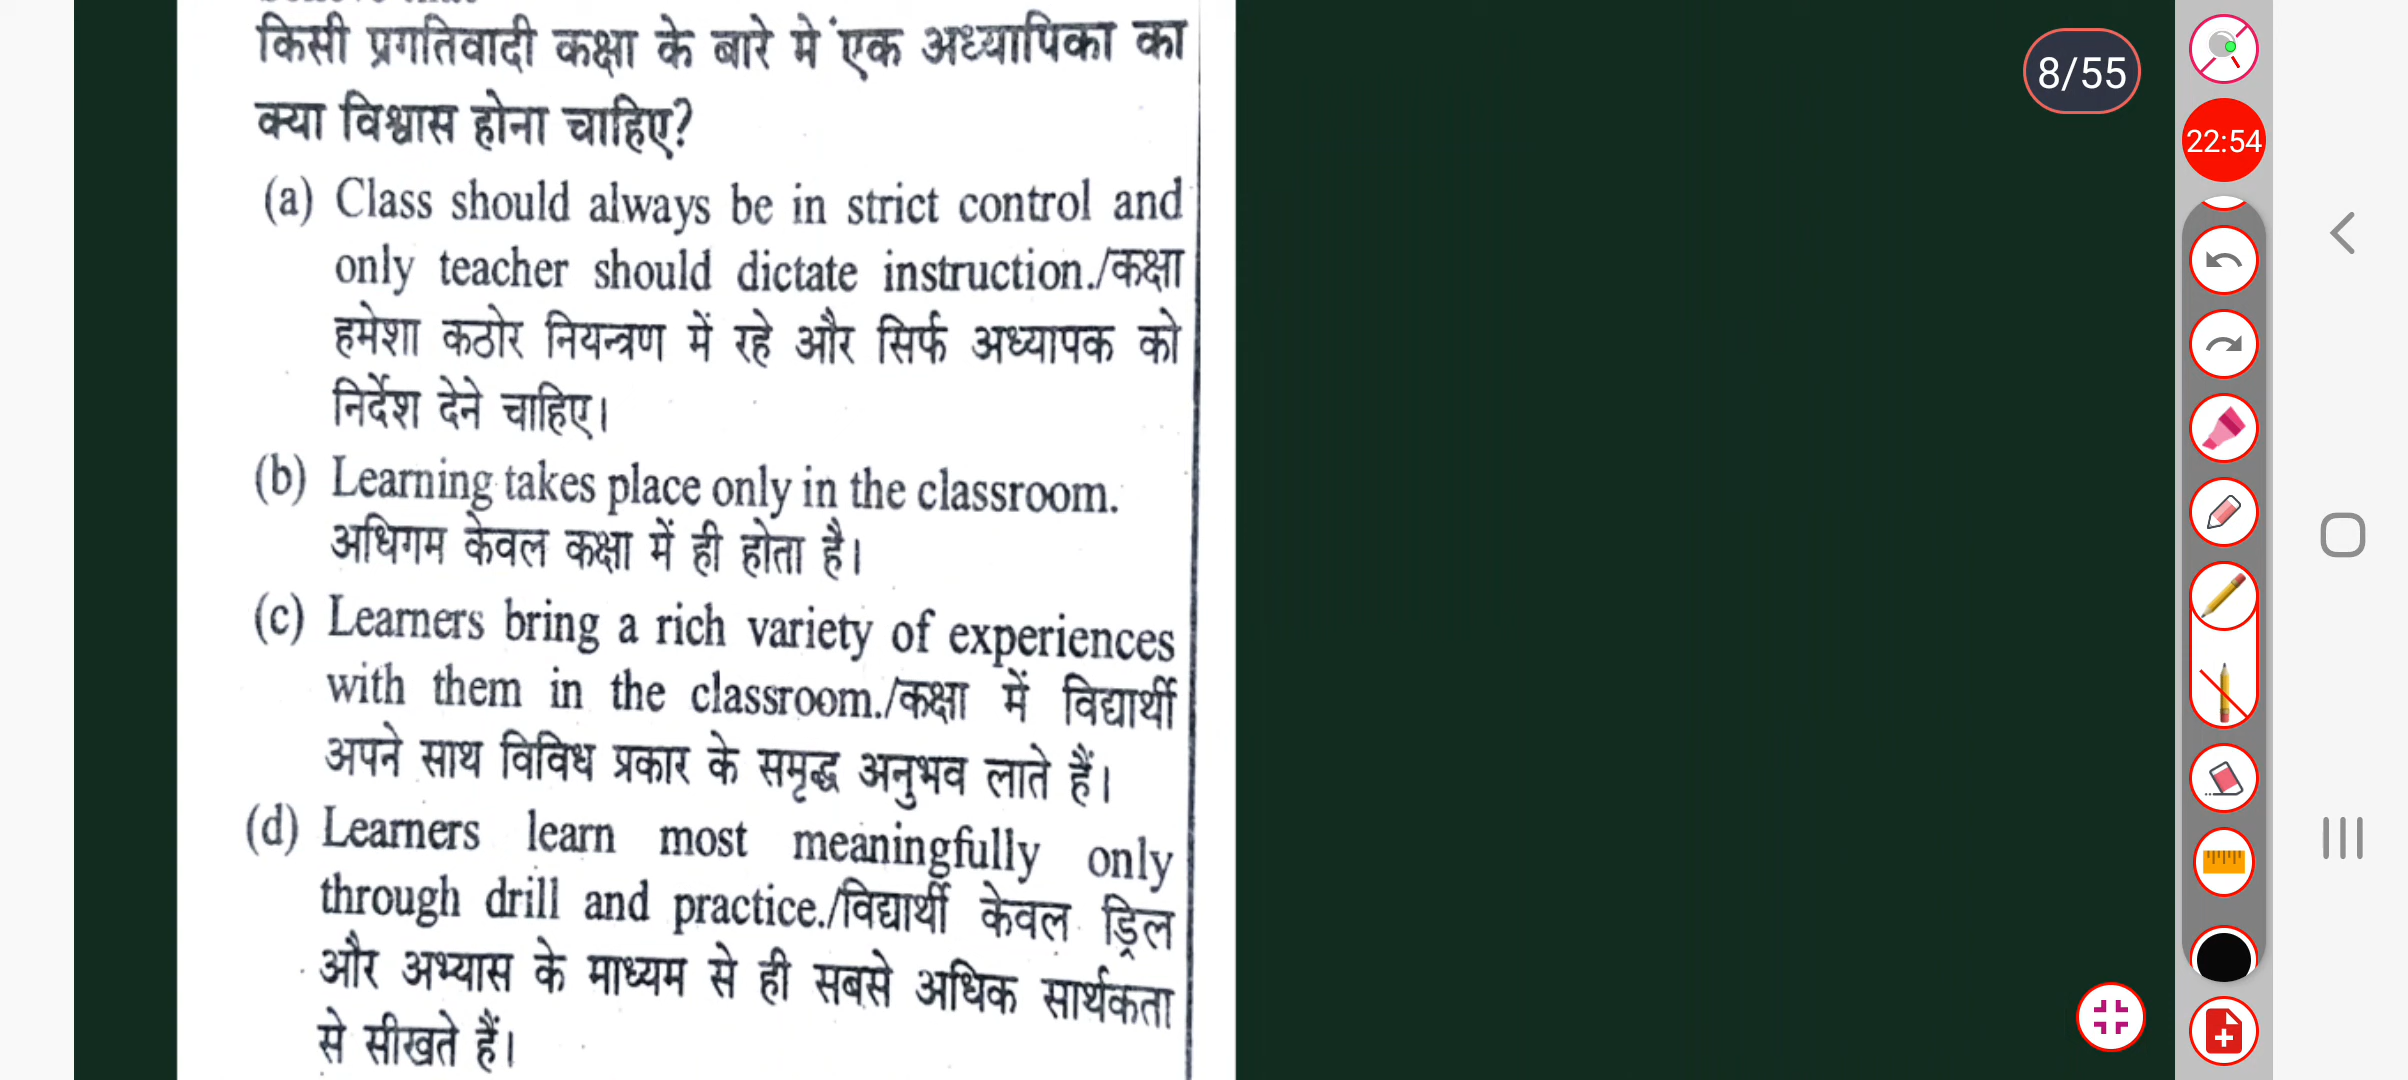 किसी प्रगतिवादी कक्षा के बारे में एक अध्यापिका का
क्या विश्वास होना चाहिए?
(a) Class should always be in strict control and
only teacher should dictate instruction./कक्षा
हमेशा कठोर नियन्त्रण में रहे और सिर्फ अध्यापक को
निर्देश देने चाहिए।
(b) Learning takes place only in the classroom.
अधिगम केवल कक्षा में ही होता है।
(c) Learners bring a rich variety of experiences
with them in the classroom./कक्षा में विद्यार्थी
अपने साथ विविध प्रकार के समृद्ध अनुभव लाते हैं।
(d) Learners learn most meaningfully only
through drill and practice./विद्यार्थी केवल ड्रिल
और अभ्यास के माध्यम से ही सबसे अधिक सार्थकता
से सीखते हैं।
8/55
22:54